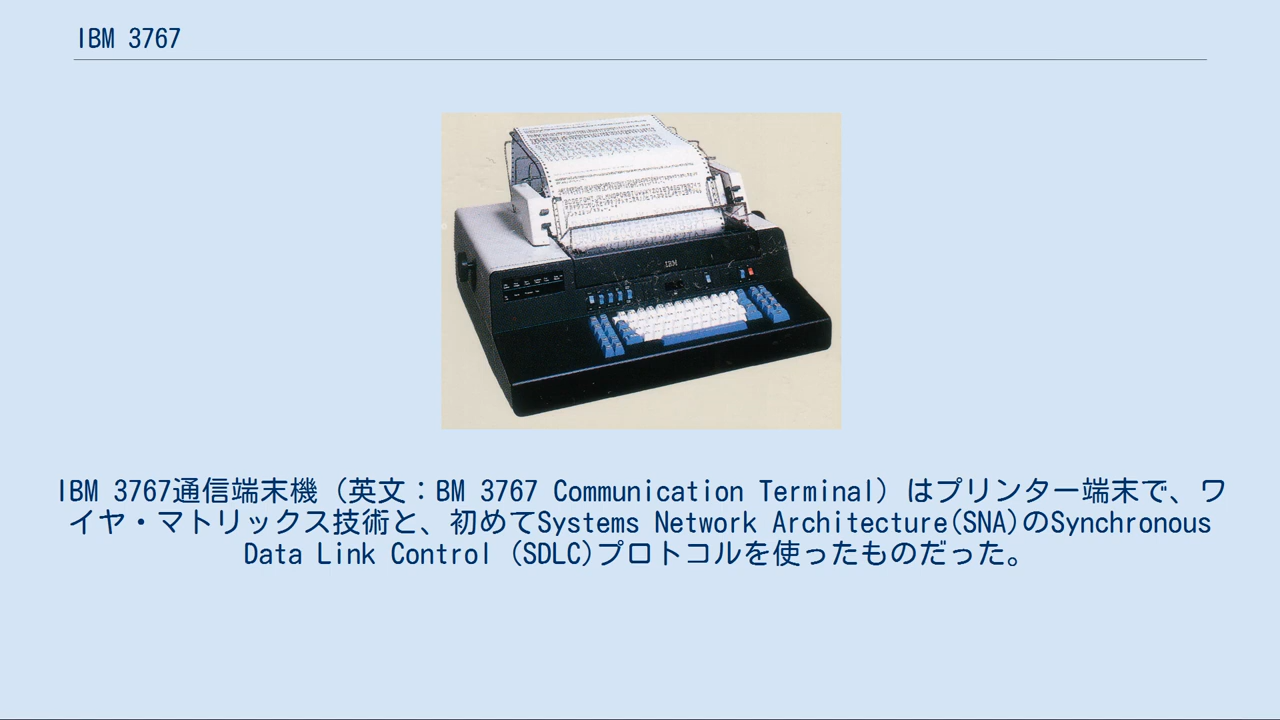 IBM 3767
IBM
IBM 3767通信端末機（英文：BM 3767 Communication Terminal）はプリンター端末で、ワ
イヤ・マトリックス技術と、初めてSystems Network Architecture(SNA)のSynchronous
Data Link Control (SDLC)プロトコルを使ったものだった。